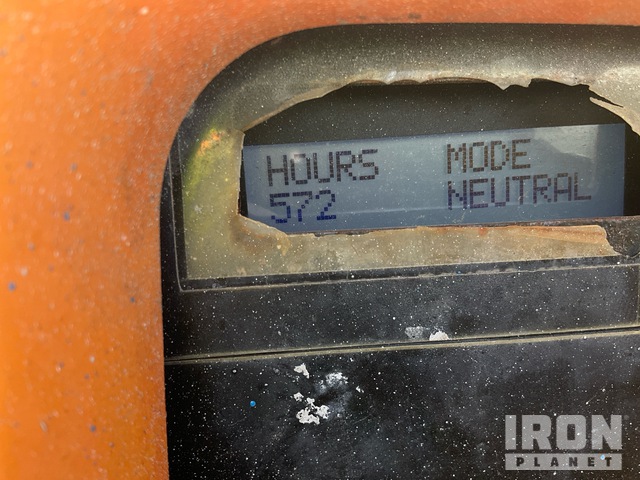 HOURS MODE
572 NEUTRAL
IRON
PLANET